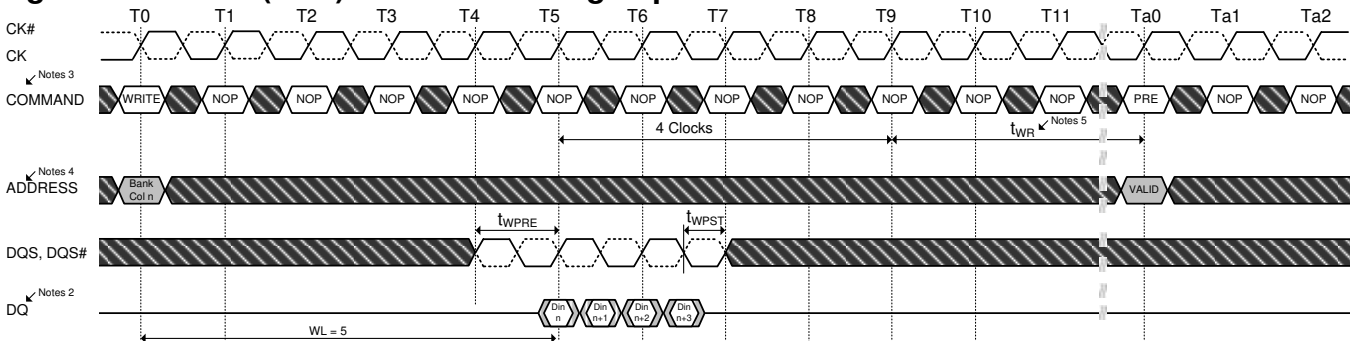 T0 T1 T2 T3 T4 T5 T6 T7 T8 T9 T10 T11 Ta0 Ta1 Ta2
CK#
CK
Notes 3
COMMAND WRITE NOP NOP NOP NOP NOP NOP NOP NOP NOP NOP NOP PRE NOP NOP
4 Clocks tWR Notes 5
Notes 4
ADDRESS Bank Col n VALID
tWPRE tWPST
DQS, DQS#
Notes 2
DQ Din n Din n+1 Din n+2 Din n+3
WL = 5